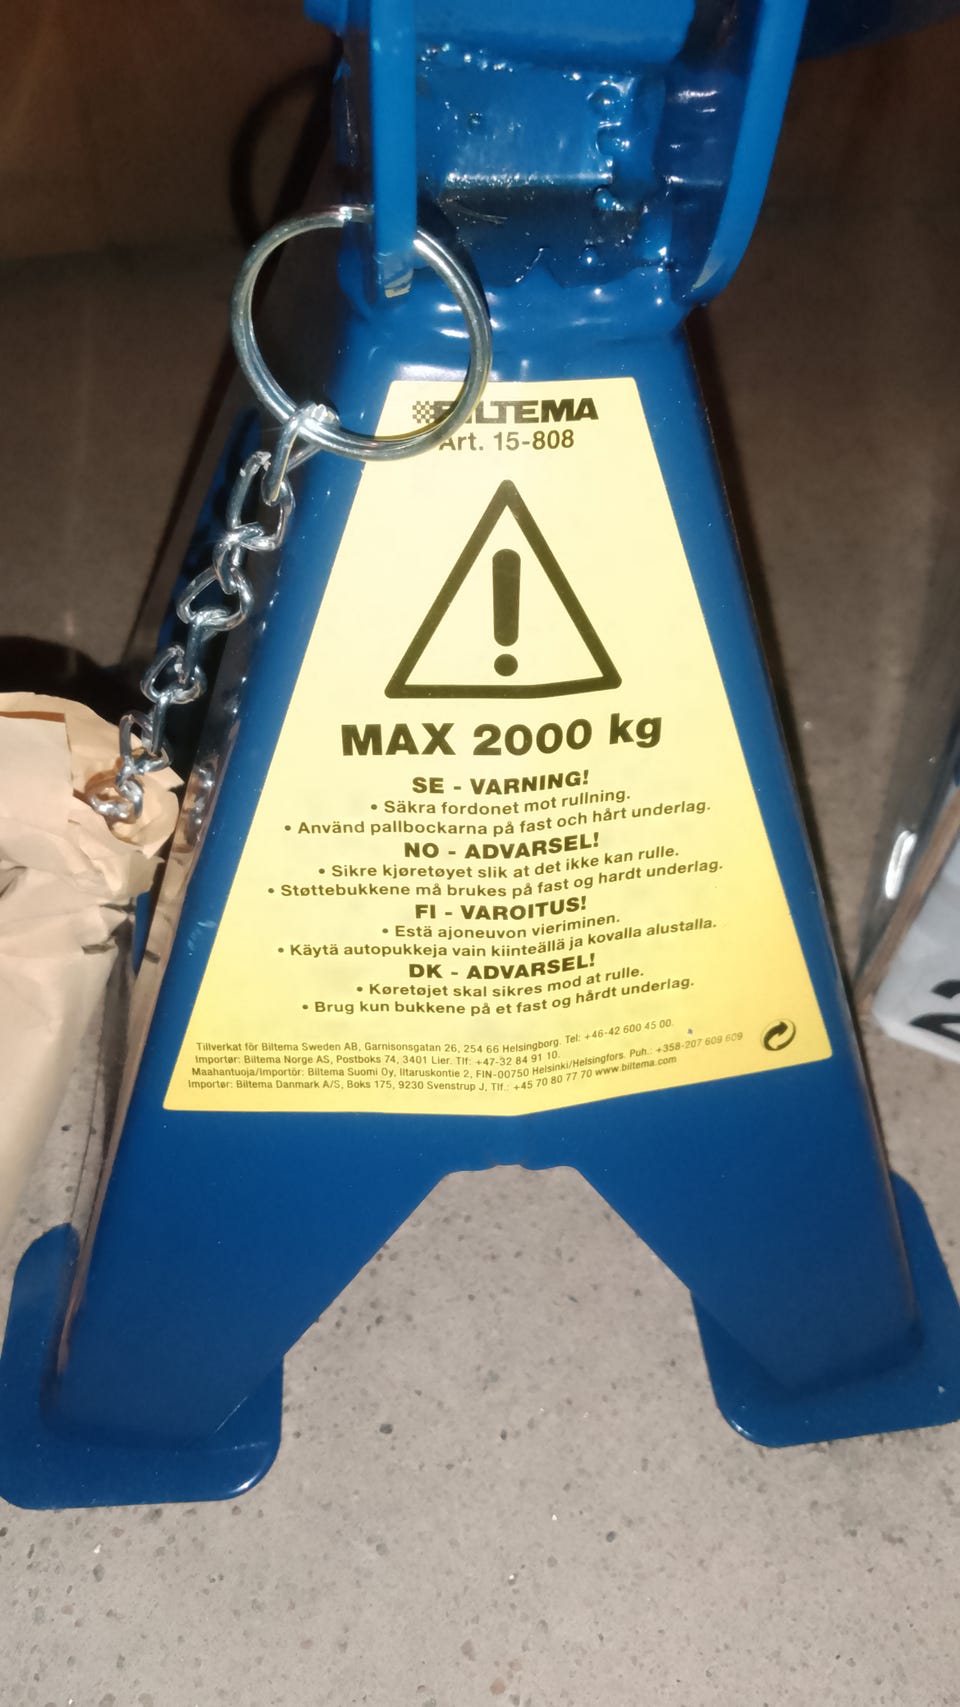 BILTEMA
Art. 15-808
MAX 2000 kg
SE - VARNING!
• Säkra fordonet mot rullning.
• Använd pallbockarna på fast och hårt underlag.
NO - ADVARSEL!
• Sikre kjøretøyet slik at det ikke kan rulle.
• Støttebukkene må brukes på fast og hardt underlag.
FI - VAROITUS!
• Estä ajoneuvon vieriminen.
• Käytä autopukkeja vain kiinteällä ja kovalla alustalla.
DK - ADVARSEL!
• Køretøjet skal sikres mod at rulle.
• Brug kun bukkene på et fast og hårdt underlag.
Tillverkat för Biltema Sweden AB, Garnisonsgatan 26, 254 66 Helsingborg. Tel: +46-42 600 45 00.
Importør: Biltema Norge AS, Postboks 74, 3401 Lier. Tlf: +47-32 84 91 10.
Maahantuoja/Importör: Biltema Suomi Oy, Iltaruskontie 2, FIN-00750 Helsinki/Helsingfors. Puh.: +358-207 609 609
Importør: Biltema Danmark A/S, Boks 175, 9230 Svenstrup J, Tlf.: +45 70 80 77 70 www.biltema.com